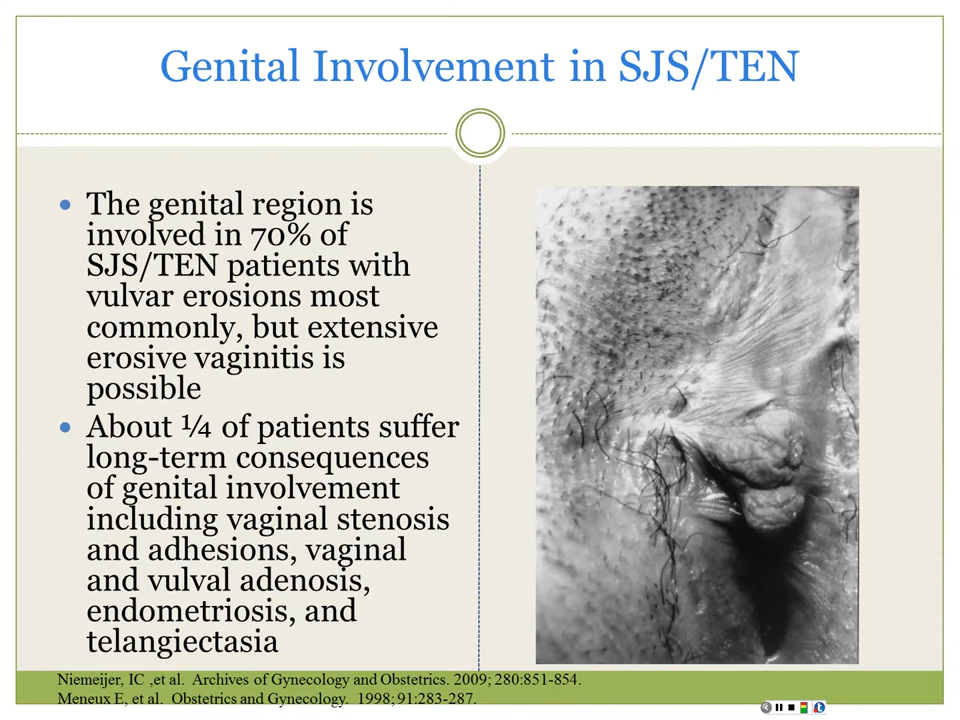 Genital Involvement in SJS/TEN
• The genital region is
involved in 70% of
SJS/TEN patients with
vulvar erosions most
commonly, but extensive
erosive vaginitis is
possible
• About ¼ of patients suffer
long-term consequences
of genital involvement
including vaginal stenosis
and adhesions, vaginal
and vulval adenosis,
endometriosis, and
telangiectasia
Niemeijer, IC ,et al. Archives of Gynecology and Obstetrics. 2009; 280:851-854.
Meneux E, et al. Obstetrics and Gynecology. 1998; 91:283-287.